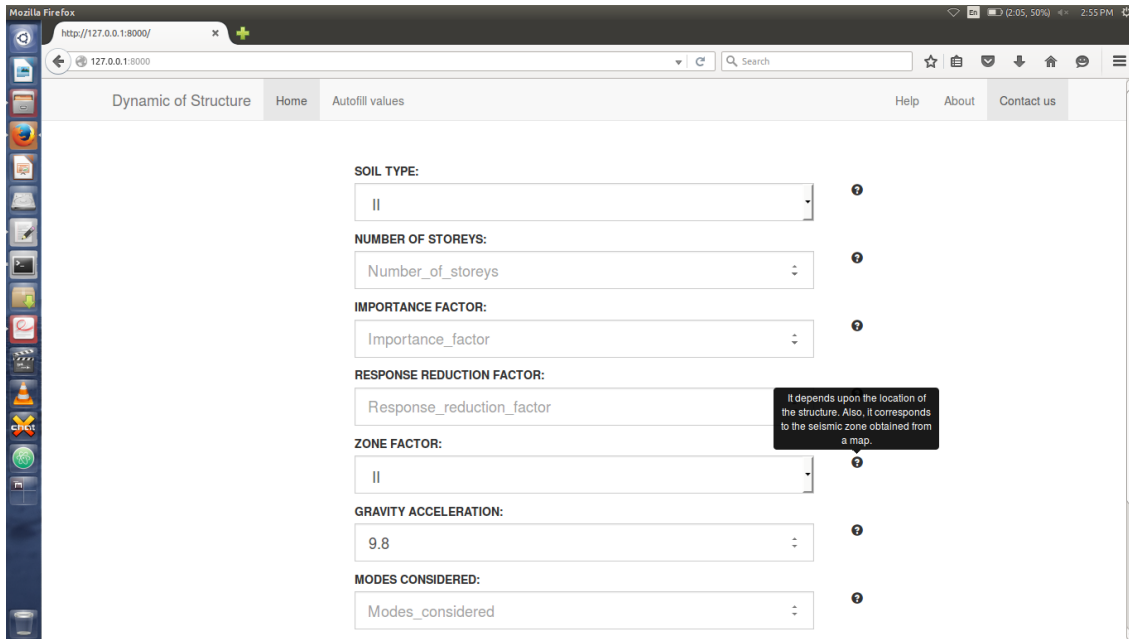 Mozilla Firefox
En (2:05, 50%) 2:55 PM
http://127.0.0.1:8000/
127.0.0.1:8000
Search
Dynamic of Structure Home Autofill values Help About Contact us
SOIL TYPE:
II
NUMBER OF STOREYS:
Number_of_storeys
IMPORTANCE FACTOR:
Importance_factor
RESPONSE REDUCTION FACTOR:
Response_reduction_factor
It depends upon the location of
the structure. Also, it corresponds
to the seismic zone obtained from
a map.
ZONE FACTOR:
II
GRAVITY ACCELERATION:
9.8
MODES CONSIDERED:
Modes_considered